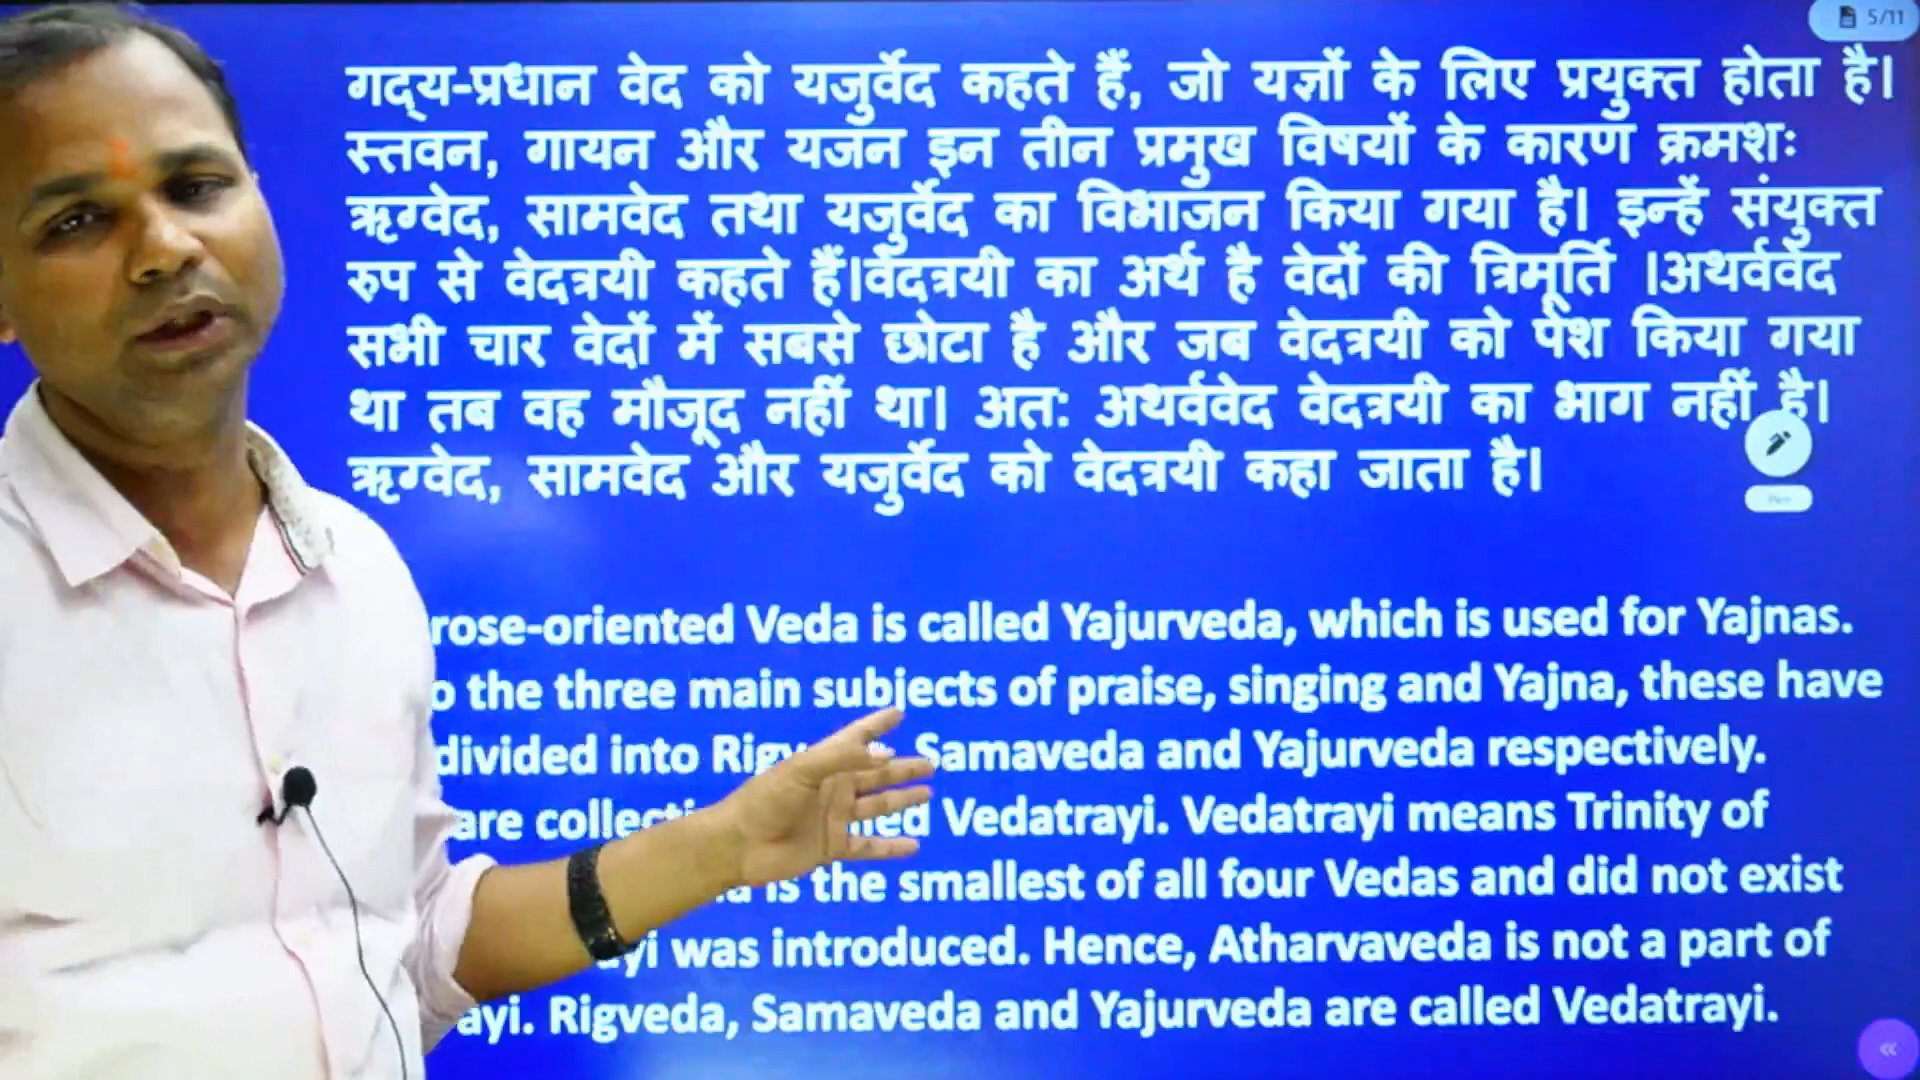 5/11
गद्य-प्रधान वेद को यजुर्वेद कहते हैं, जो यज्ञों के लिए प्रयुक्त होता है।
स्तवन, गायन और यजन इन तीन प्रमुख विषयों के कारण क्रमशः
ऋग्वेद, सामवेद तथा यजुर्वेद का विभाजन किया गया है। इन्हें संयुक्त
रुप से वेदत्रयी कहते हैं।वेदत्रयी का अर्थ है वेदों की त्रिमूर्ति ।अथर्ववेद
सभी चार वेदों में सबसे छोटा है और जब वेदत्रयी को पेश किया गया
था तब वह मौजूद नहीं था। अत: अथर्ववेद वेदत्रयी का भाग नहीं है।
ऋग्वेद, सामवेद और यजुर्वेद को वेदत्रयी कहा जाता है।
rose-oriented Veda is called Yajurveda, which is used for Yajnas.
the three main subjects of praise, singing and Yajna, these have
divided into Samaveda and Yajurveda respectively.
are Vedatrayi. Vedatrayi means Trinity of
is the smallest of all four Vedas and did not exist
was introduced. Hence, Atharvaveda is not a part of
ayi. Rigveda, Samaveda and Yajurveda are called Vedatrayi.